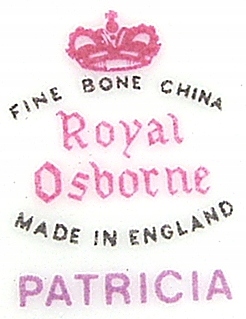 FINE BONE CHINA
Royal
Osborne
MADE IN ENGLAND
PATRICIA